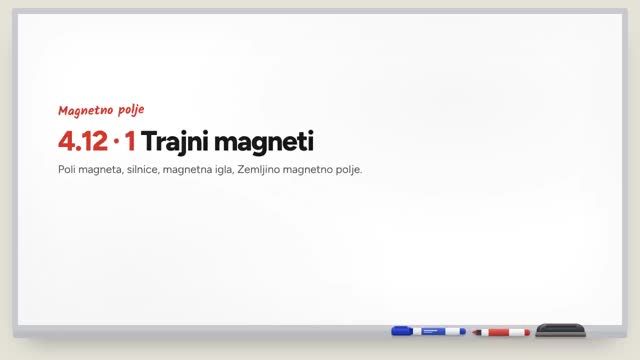 Magnetno polje
4.12 · 1 Trajni magneti
Poli magneta, silnice, magnetna igla, Zemljino magnetno polje.